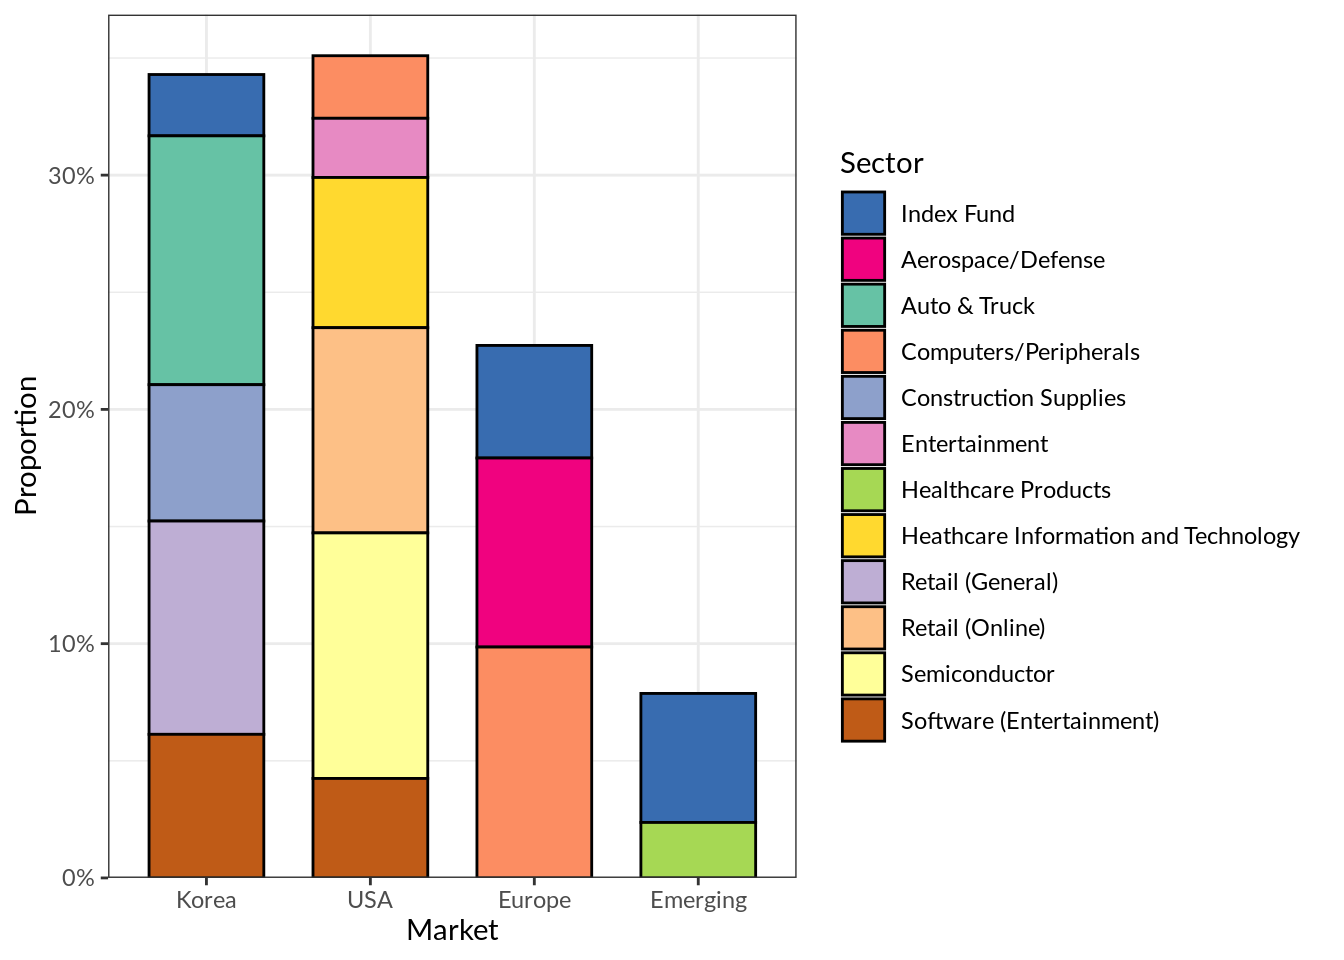 30%
20%
10%
0%
Proportion
Korea
USA
Europe
Emerging
Market
Sector
Index Fund
Aerospace/Defense
Auto & Truck
Computers/Peripherals
Construction Supplies
Entertainment
Healthcare Products
Heathcare Information and Technology
Retail (General)
Retail (Online)
Semiconductor
Software (Entertainment)